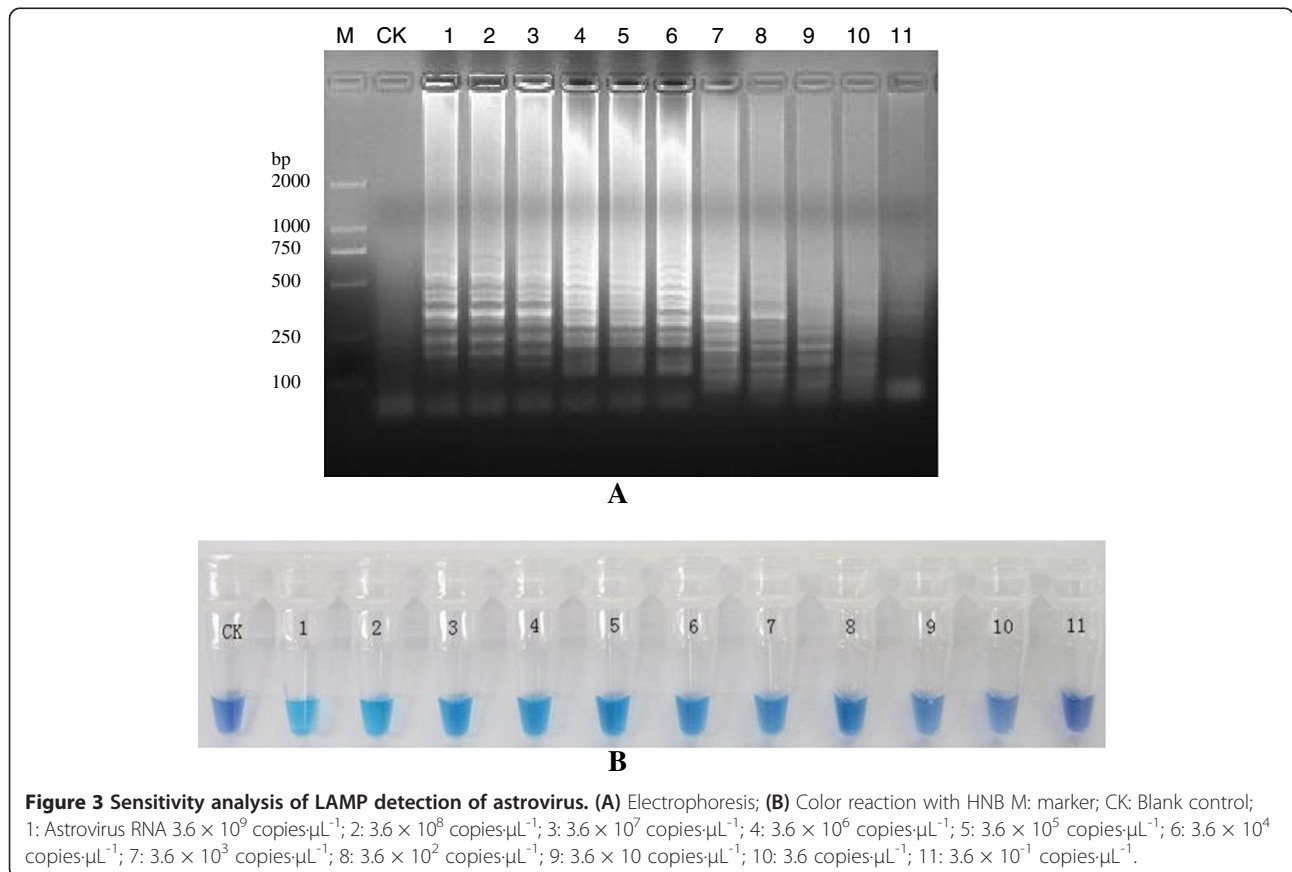 M CK 1 2 3 4 5 6 7 8 9 10 11
bp
2000
1000
750
500
250
100
A
CK 1 2 3 4 5 6 7 8 9 10 11
B
Figure 3 Sensitivity analysis of LAMP detection of astrovirus. (A) Electrophoresis; (B) Color reaction with HNB M: marker; CK: Blank control;
1: Astrovirus RNA 3.6 × 10⁹ copies·μL⁻¹; 2: 3.6 × 10⁸ copies·μL⁻¹; 3: 3.6 × 10⁷ copies·μL⁻¹; 4: 3.6 × 10⁶ copies·μL⁻¹; 5: 3.6 × 10⁵ copies·μL⁻¹; 6: 3.6 × 10⁴
copies·μL⁻¹; 7: 3.6 × 10³ copies·μL⁻¹; 8: 3.6 × 10² copies·μL⁻¹; 9: 3.6 × 10 copies·μL⁻¹; 10: 3.6 copies·μL⁻¹; 11: 3.6 × 10⁻¹ copies·μL⁻¹.